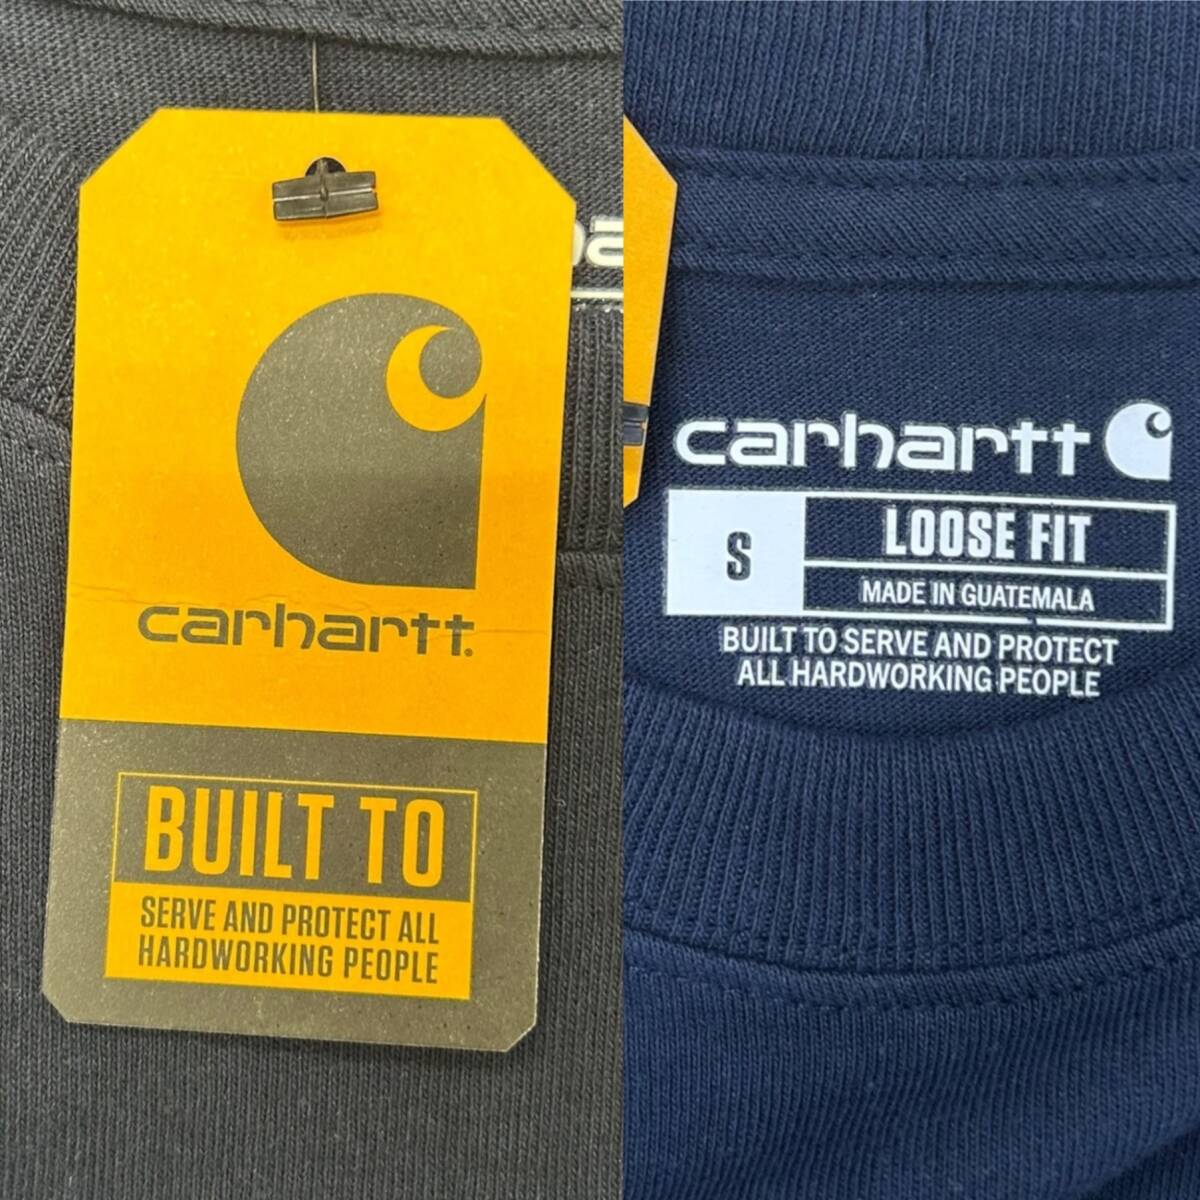 carhartt.
BUILT TO
SERVE AND PROTECT ALL
HARDWORKING PEOPLE
carhartt
S
LOOSE FIT
MADE IN GUATEMALA
BUILT TO SERVE AND PROTECT
ALL HARDWORKING PEOPLE